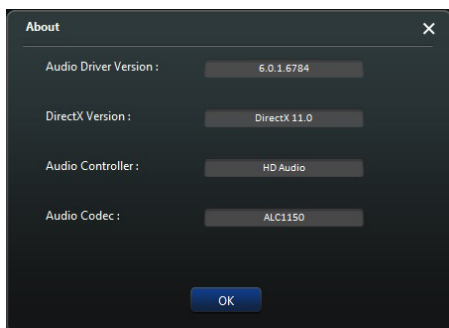 About
Audio Driver Version : 6.0.1.6784
DirectX Version : DirectX 11.0
Audio Controller : HD Audio
Audio Codec : ALC1150
OK